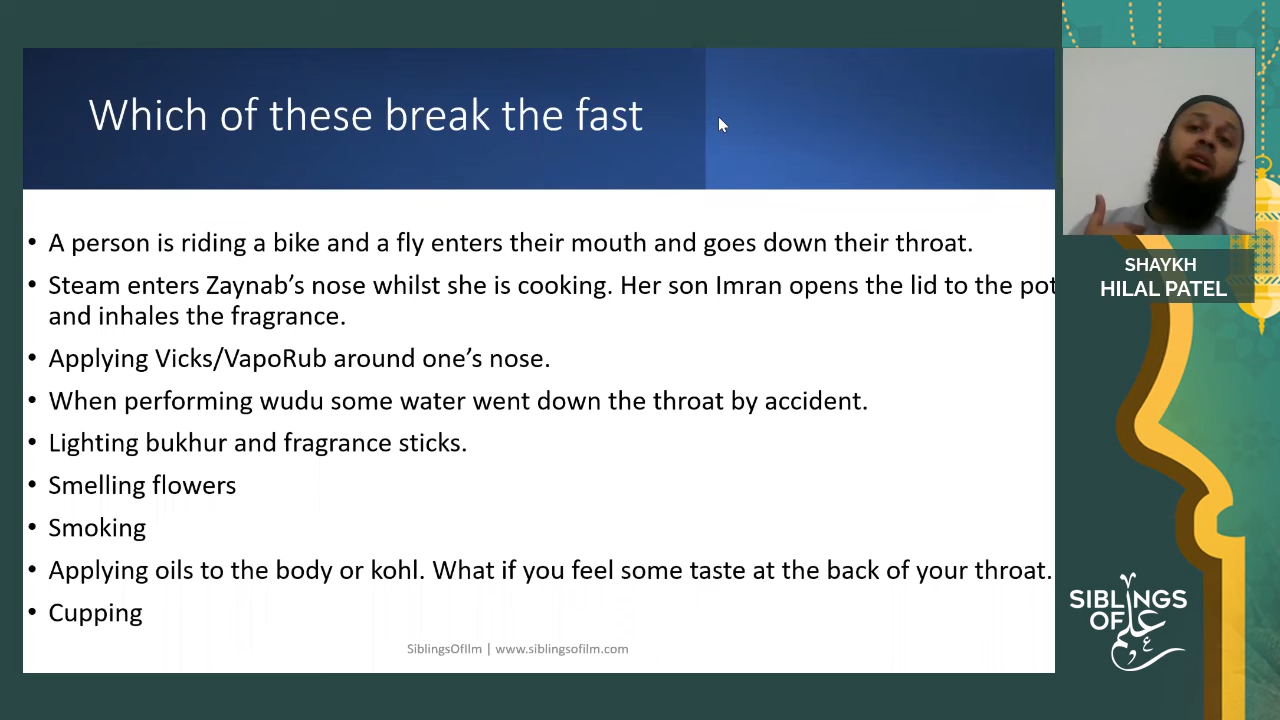 Which of these break the fast
• A person is riding a bike and a fly enters their mouth and goes down their throat.
• Steam enters Zaynab’s nose whilst she is cooking. Her son Imran opens the lid to the pot
and inhales the fragrance.
• Applying Vicks/VapoRub around one’s nose.
• When performing wudu some water went down the throat by accident.
• Lighting bukhur and fragrance sticks.
• Smelling flowers
• Smoking
• Applying oils to the body or kohl. What if you feel some taste at the back of your throat.
• Cupping
SiblingsOfIlm | www.siblingsofilm.com
SHAYKH
HILAL PATEL
SIBLINGS
OF علم